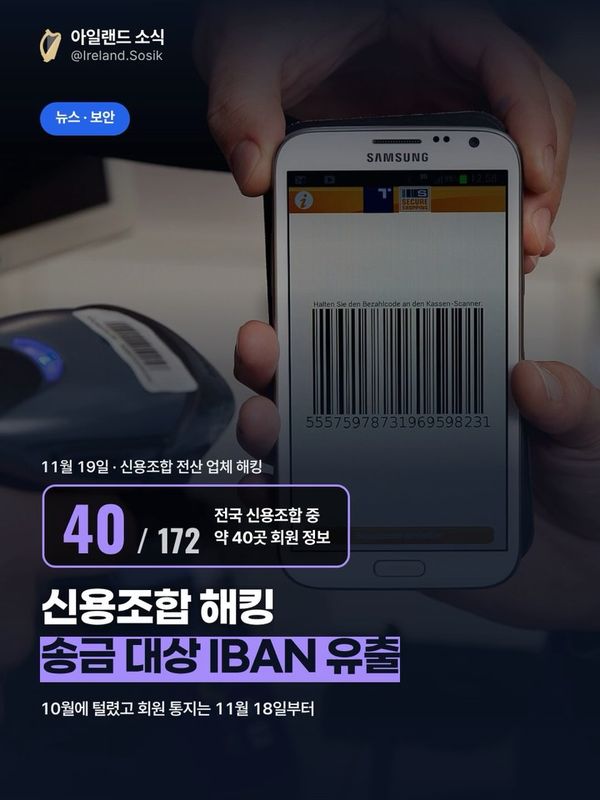 아일랜드 소식
@Ireland.Sosik
뉴스 · 보안
SAMSUNG
SECURE
Halten Sie den Bezahlcode an den Kassen-Scanner.
55575978731969598231
11월 19일 · 신용조합 전산 업체 해킹
40 / 172
전국 신용조합 중
약 40곳 회원 정보
신용조합 해킹
송금 대상 IBAN 유출
10월에 털렸고 회원 통지는 11월 18일부터